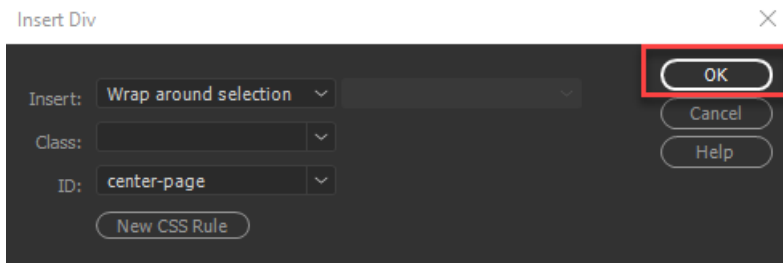 Insert Div
OK
Insert: Wrap around selection
Cancel
Class:
Help
ID: center-page
New CSS Rule